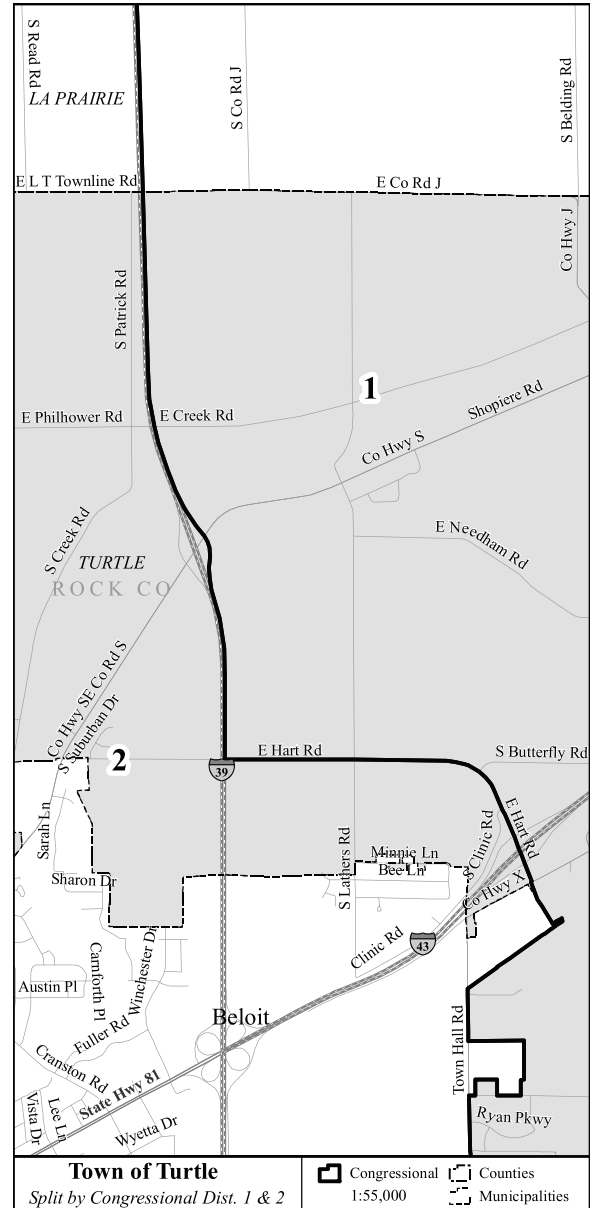 S Read Rd
LA PRAIRIE
S Co Rd J
S Belding Rd
E L T Townline Rd
E Co Rd J
Co Hwy J
S Patrick Rd
1
Shopiere Rd
E Philhower Rd
E Creek Rd
Co Hwy S
S Creek Rd
E Needham Rd
TURTLE
ROCK CO
Co Hwy SE Co Rd S
S Suburban Dr
2
E Hart Rd
S Butterfly Rd
39
Sarah Ln
E Hart Rd
S Clinic Rd
Minnie Ln
Bee Ln
S Lathers Rd
Sharon Dr
Co Hwy X
Clinic Rd
43
Carnforth Pl
Winchester Dr
Austin Pl
Fuller Rd
Beloit
Town Hall Rd
Cranston Rd
State Hwy 81
Vista Dr
Lee Ln
Wyetta Dr
Ryan Pkwy
Town of Turtle
Split by Congressional Dist. 1 & 2
Congressional
1:55,000
Counties
Municipalities